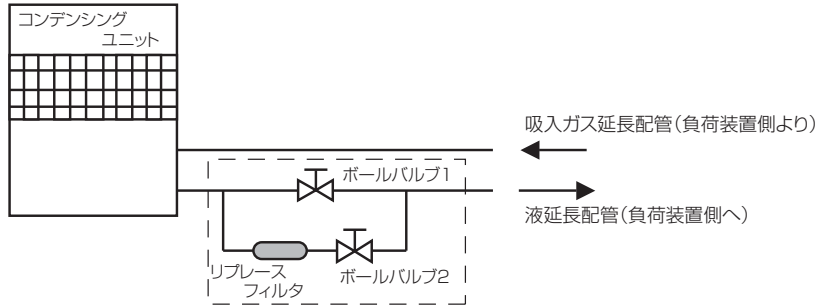 コンデンシング
ユニット
吸入ガス延長配管(負荷装置側より)
ボールバルブ1
液延長配管(負荷装置側へ)
リプレース
フィルタ
ボールバルブ2